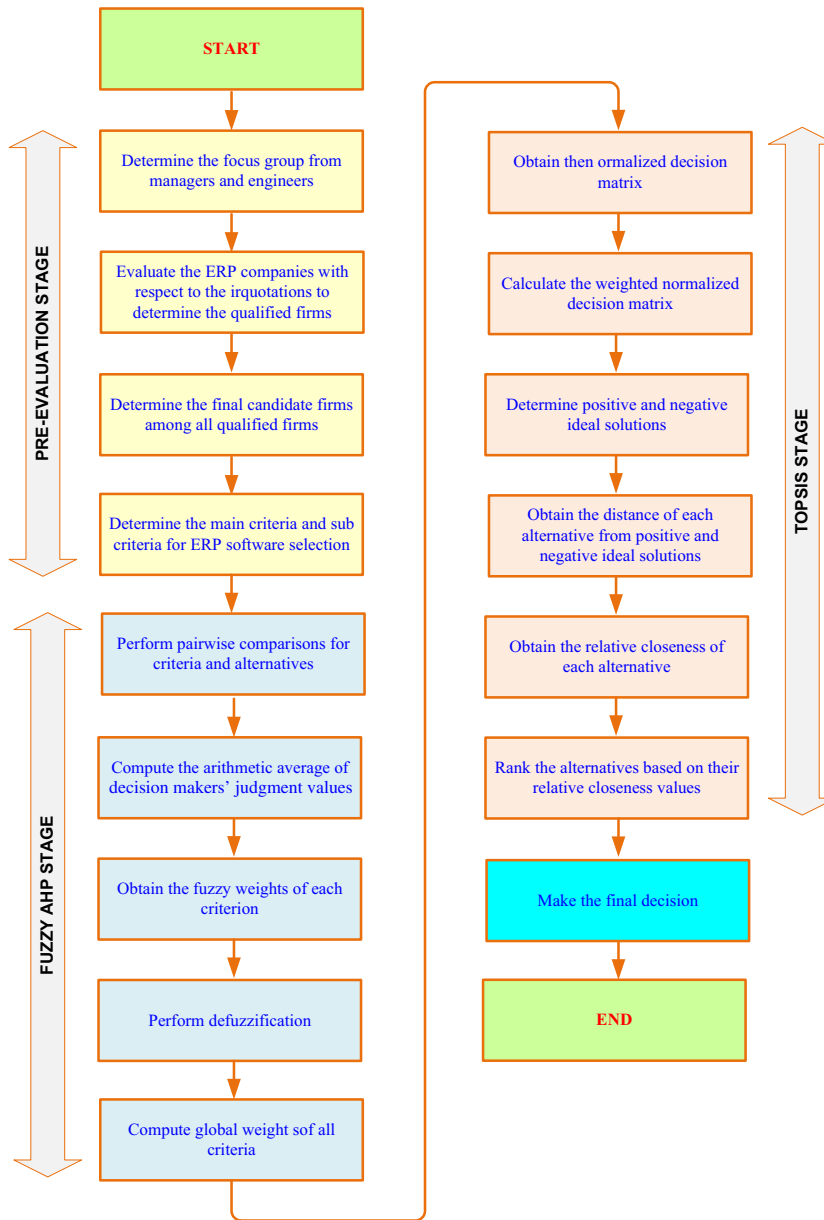 START
PRE-EVALUATION STAGE
Determine the focus group from
managers and engineers
Evaluate the ERP companies with
respect to the irquotations to
determine the qualified firms
Determine the final candidate firms
among all qualified firms
Determine the main criteria and sub
criteria for ERP software selection
FUZZY AHP STAGE
Perform pairwise comparisons for
criteria and alternatives
Compute the arithmetic average of
decision makers’ judgment values
Obtain the fuzzy weights of each
criterion
Perform defuzzification
Compute global weight sof all
criteria
TOPSIS STAGE
Obtain then ormalized decision
matrix
Calculate the weighted normalized
decision matrix
Determine positive and negative
ideal solutions
Obtain the distance of each
alternative from positive and
negative ideal solutions
Obtain the relative closeness of
each alternative
Rank the alternatives based on their
relative closeness values
Make the final decision
END